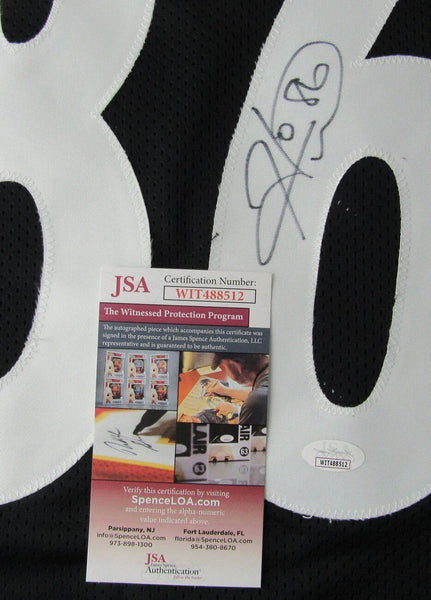 86
86
JSA
Certification Number:
WIT488512
The Witnessed Protection Program
The autographed piece which accompanies this certificate was
signed in the presence of a James Spence Authentication, LLC
representative and is guaranteed to be authentic.
LAIR
Verify this certification by visiting
SpenceLOA.com
and entering the alpha-numeric
value indicated above.
Parsippany, NJ
info@SpenceLOA.com
973-898-1300
Fort Lauderdale, FL
florida@SpenceLOA.com
954-380-8670
JSA
James Spence
Authentication
WIT488512